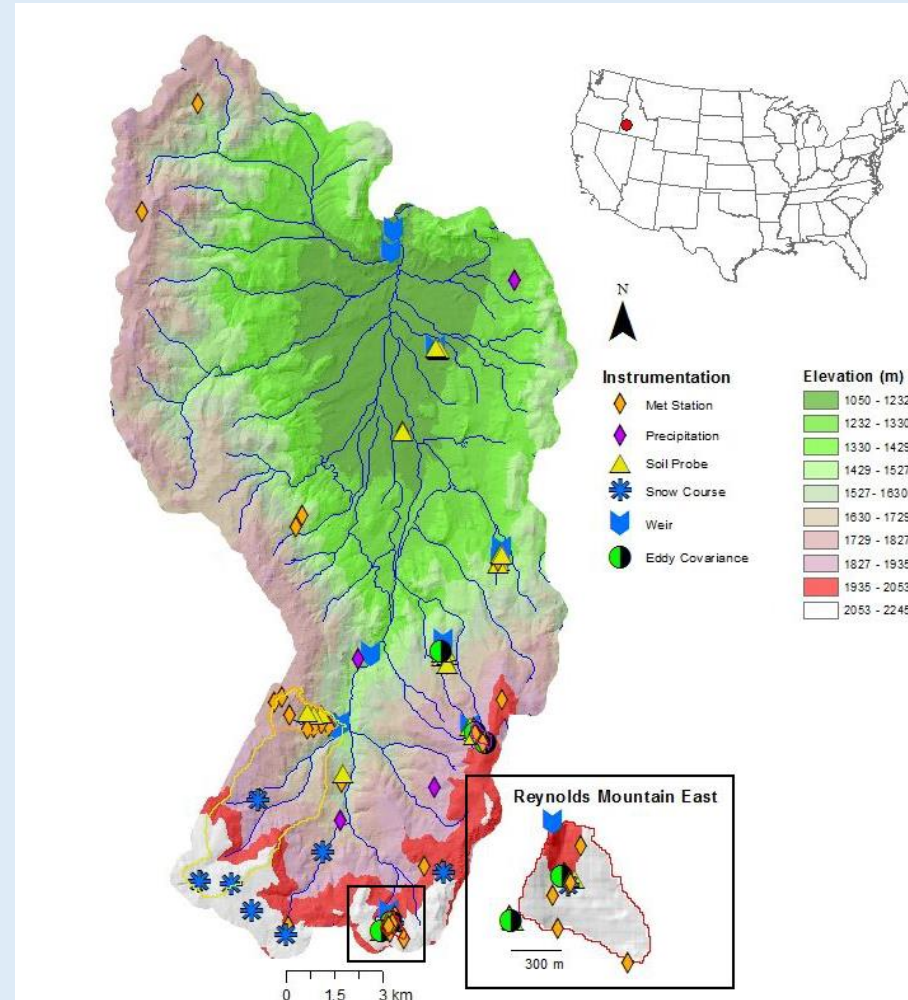 N
Instrumentation
Met Station
Precipitation
Soil Probe
Snow Course
Weir
Eddy Covariance
Elevation (m)
1050 - 1232
1232 - 1330
1330 - 1429
1429 - 1527
1527 - 1630
1630 - 1729
1729 - 1827
1827 - 1935
1935 - 2053
2053 - 2245
Reynolds Mountain East
300 m
0 1.5 3 km